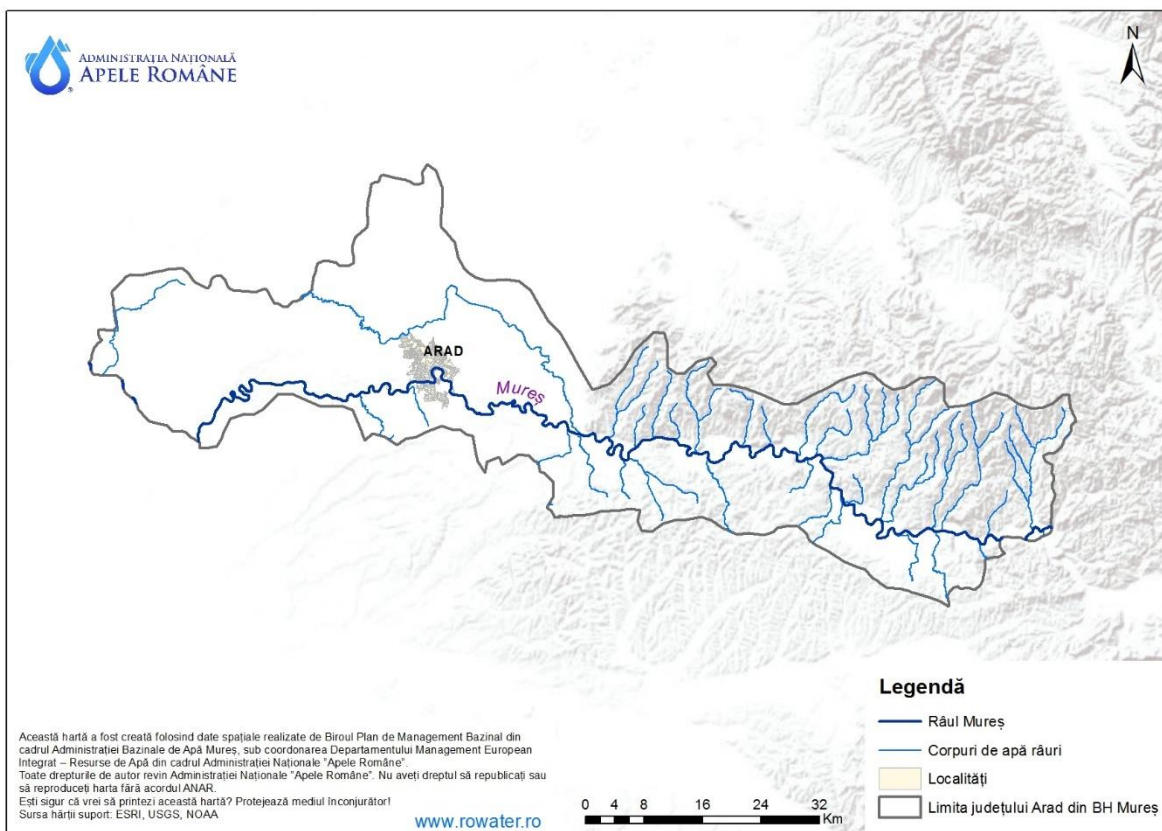 ADMINISTRAȚIA NAȚIONALĂ
APELE ROMÂNE
N
ARAD
Mureș
Legendă
Râul Mureș
Corpuri de apă râuri
Localități
Limita județului Arad din BH Mureș
Această hartă a fost creată folosind date spațiale realizate de Biroul Plan de Management Bazinal din
cadrul Administrației Bazinale de Apă Mureș, sub coordonarea Departamentului Management European
Integrat – Resurse de Apă din cadrul Administrației Naționale "Apele Române".
Toate drepturile de autor revin Administrației Naționale "Apele Române". Nu aveți dreptul să republicați sau
să reproduceți harta fără acordul ANAR.
Ești sigur că vrei să printezi această hartă? Protejează mediul înconjurător!
Sursa hărții suport: ESRI, USGS, NOAA
www.rowater.ro
0 4 8 16 24 32
Km